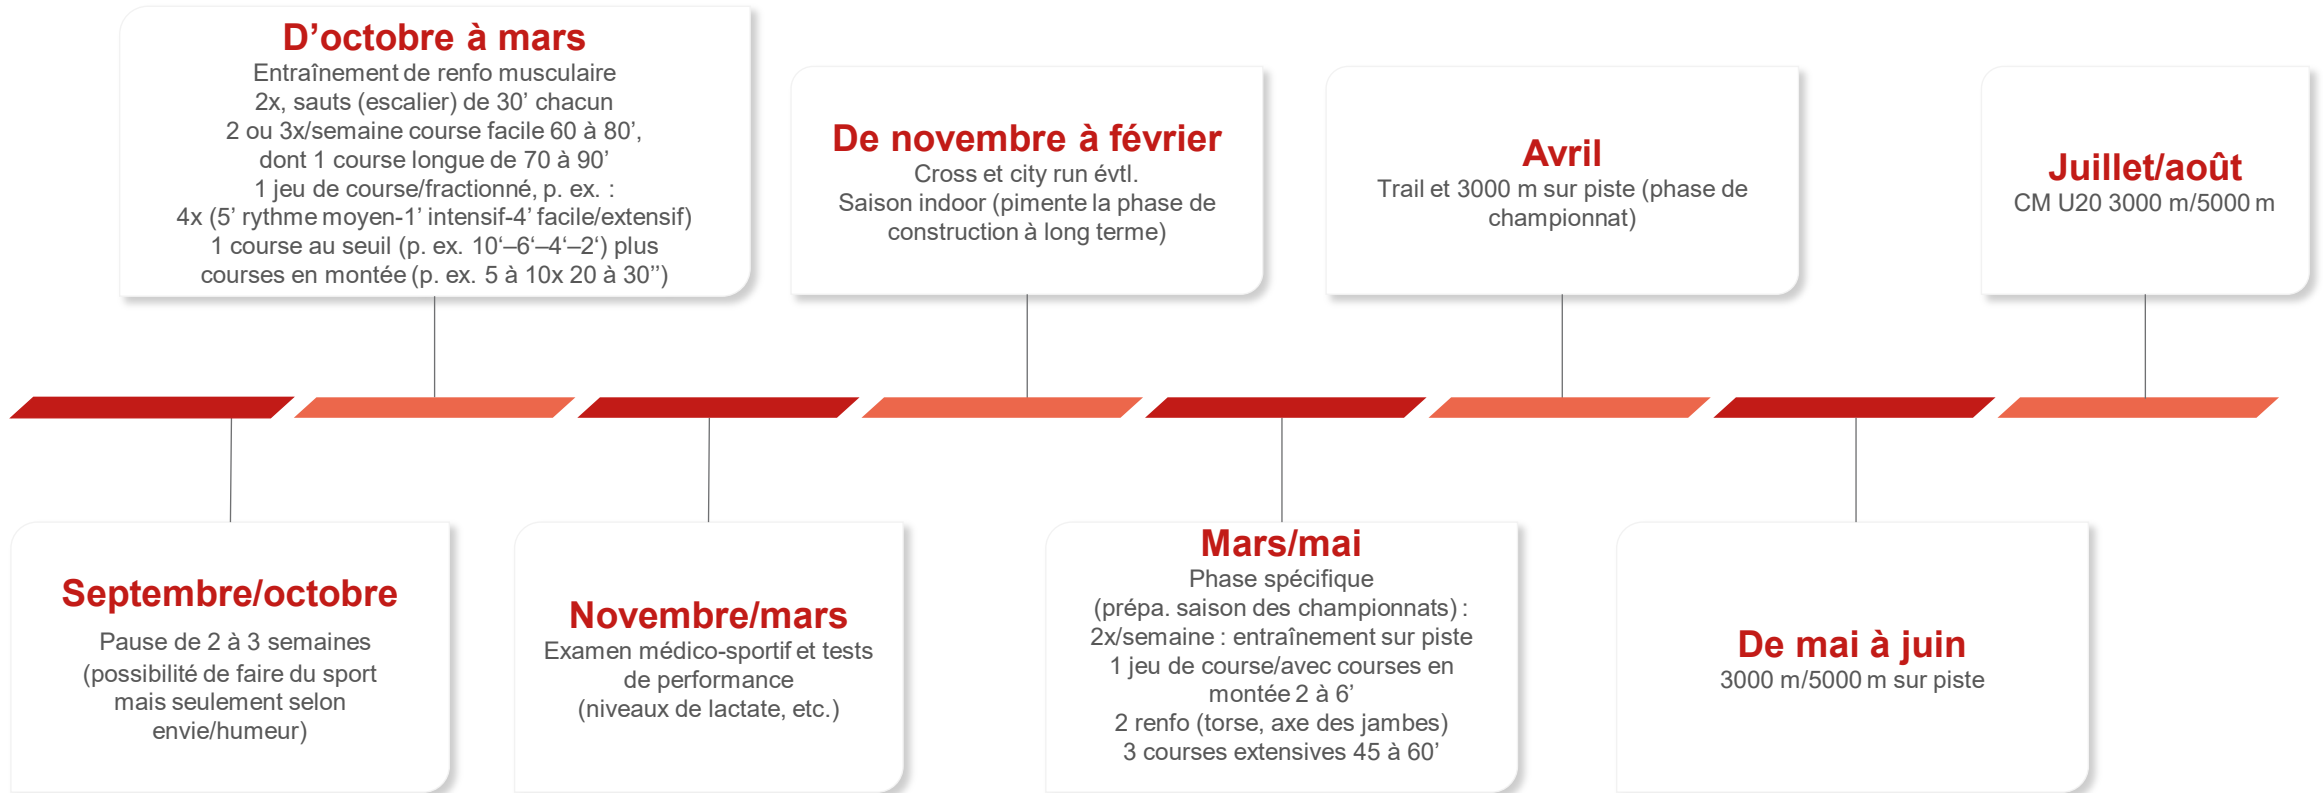 D’octobre à mars
Entraînement de renfo musculaire
2x, sauts (escalier) de 30’ chacun
2 ou 3x/semaine course facile 60 à 80’,
dont 1 course longue de 70 à 90’
1 jeu de course/fractionné, p. ex. :
4x (5’ rythme moyen-1’ intensif-4’ facile/extensif)
1 course au seuil (p. ex. 10‘–6‘–4‘–2‘) plus
courses en montée (p. ex. 5 à 10x 20 à 30’’)
De novembre à février
Cross et city run évtl.
Saison indoor (pimente la phase de
construction à long terme)
Avril
Trail et 3000 m sur piste (phase de
championnat)
Juillet/août
CM U20 3000 m/5000 m
Septembre/octobre
Pause de 2 à 3 semaines
(possibilité de faire du sport
mais seulement selon
envie/humeur)
Novembre/mars
Examen médico-sportif et tests
de performance
(niveaux de lactate, etc.)
Mars/mai
Phase spécifique
(prépa. saison des championnats) :
2x/semaine : entraînement sur piste
1 jeu de course/avec courses en
montée 2 à 6’
2 renfo (torse, axe des jambes)
3 courses extensives 45 à 60’
De mai à juin
3000 m/5000 m sur piste